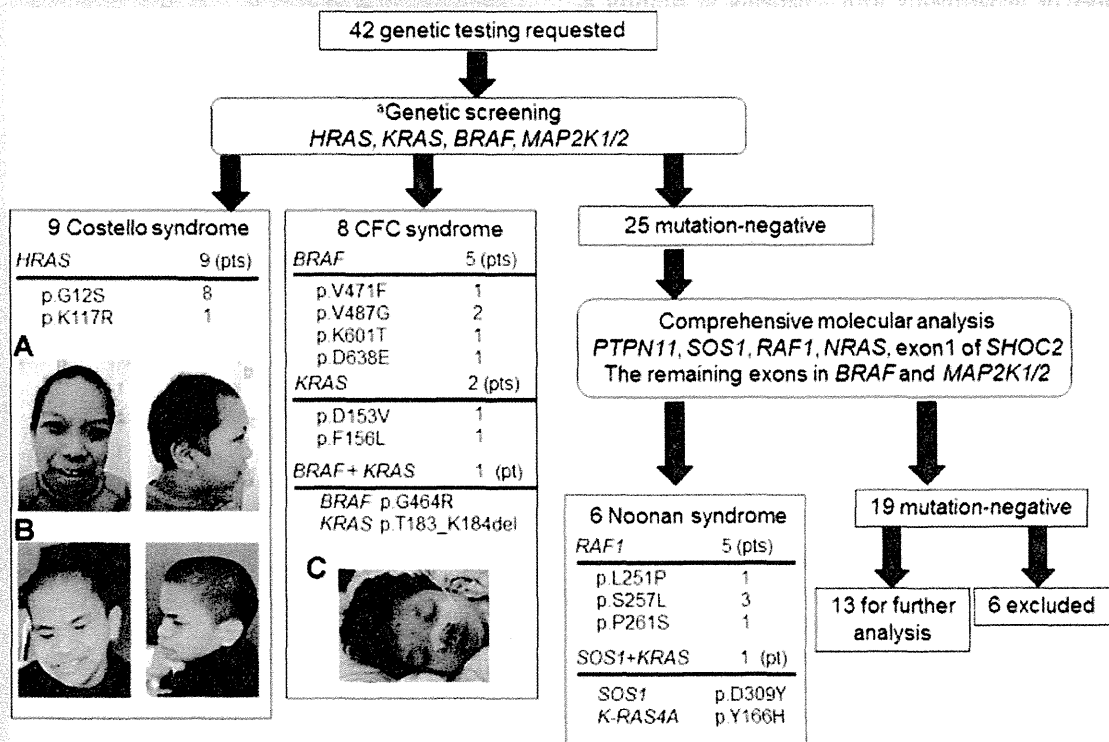 42 genetic testing requested
aGenetic screening
HRAS, KRAS, BRAF, MAP2K1/2
9 Costello syndrome
HRAS 9 (pts)
p.G12S 8
p.K117R 1
A
B
8 CFC syndrome
BRAF 5 (pts)
p.V471F 1
p.V487G 2
p.K601T 1
p.D638E 1
KRAS 2 (pts)
p.D153V 1
p.F156L 1
BRAF + KRAS 1 (pt)
BRAF p.G464R
KRAS p.T183_K184del
C
25 mutation-negative
Comprehensive molecular analysis
PTPN11, SOS1, RAF1, NRAS, exon1 of SHOC2
The remaining exons in BRAF and MAP2K1/2
6 Noonan syndrome
RAF1 5 (pts)
p.L251P 1
p.S257L 3
p.P261S 1
SOS1+KRAS 1 (pt)
SOS1 p.D309Y
K-RAS4A p.Y166H
19 mutation-negative
13 for further
analysis
6 excluded